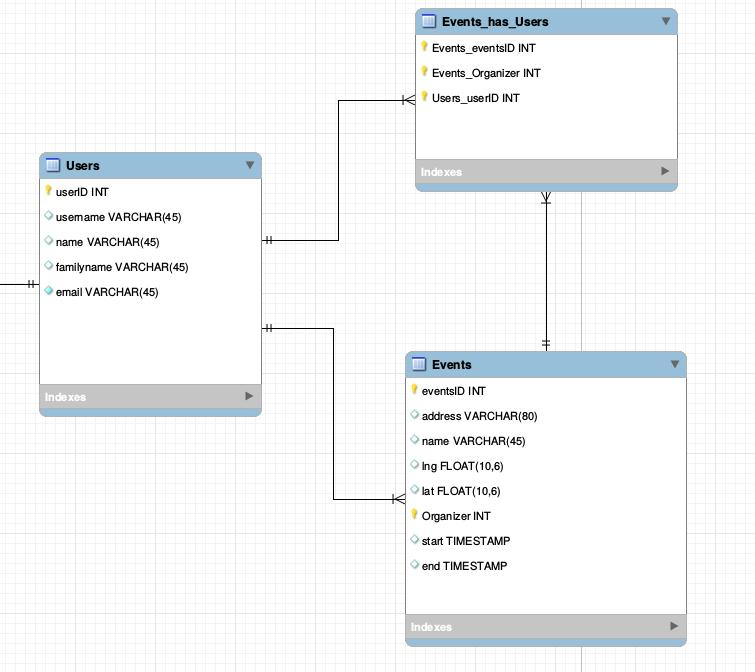 Events_has_Users
Events_eventsID INT
Events_Organizer INT
Users_userID INT
Indexes
Users
userID INT
username VARCHAR(45)
name VARCHAR(45)
familyname VARCHAR(45)
email VARCHAR(45)
Indexes
Events
eventsID INT
address VARCHAR(80)
name VARCHAR(45)
lng FLOAT(10,6)
lat FLOAT(10,6)
Organizer INT
start TIMESTAMP
end TIMESTAMP
Indexes